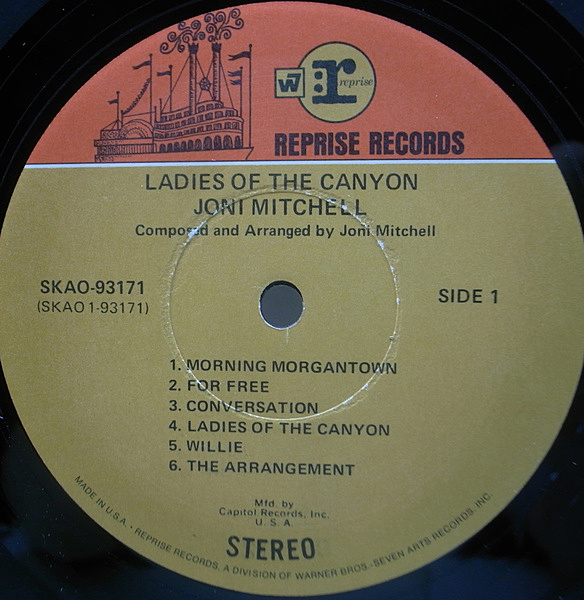 W7 r reprise
REPRISE RECORDS
LADIES OF THE CANYON
JONI MITCHELL
Composed and Arranged by Joni Mitchell
SKAO-93171
(SKAO 1-93171)
SIDE 1
1. MORNING MORGANTOWN
2. FOR FREE
3. CONVERSATION
4. LADIES OF THE CANYON
5. WILLIE
6. THE ARRANGEMENT
Mfd. by
Capitol Records, Inc.
U. S. A.
STEREO
MADE IN U.S.A. • REPRISE RECORDS, A DIVISION OF WARNER BROS.-SEVEN ARTS RECORDS, INC.